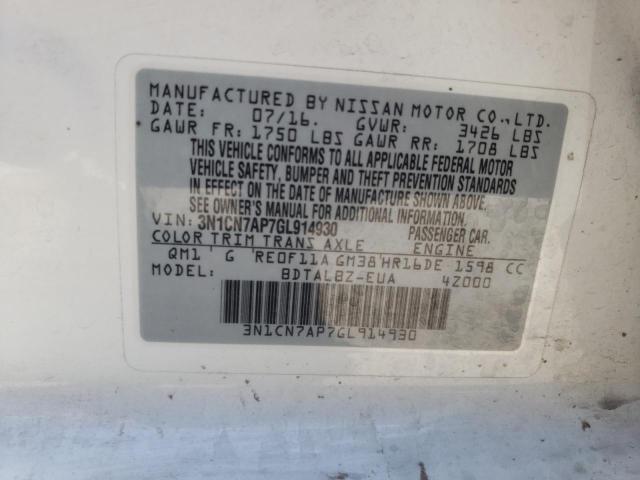 MANUFACTURED BY NISSAN MOTOR CO.,LTD.
DATE: 07/16. GVWR: 3426 LBS
GAWR FR: 1750 LBS GAWR RR: 1708 LBS
THIS VEHICLE CONFORMS TO ALL APPLICABLE FEDERAL MOTOR
VEHICLE SAFETY, BUMPER AND THEFT PREVENTION STANDARDS
IN EFFECT ON THE DATE OF MANUFACTURE SHOWN ABOVE.
SEE OWNER'S MANUAL FOR ADDITIONAL INFORMATION.
VIN: 3N1CN7AP7GL914930 PASSENGER CAR.
COLOR TRIM TRANS AXLE ENGINE
QM1 G RE0F11A GM38 HR16DE 1598 CC
MODEL: BDTALBZ-EUA 4Z000
3N1CN7AP7GL914930